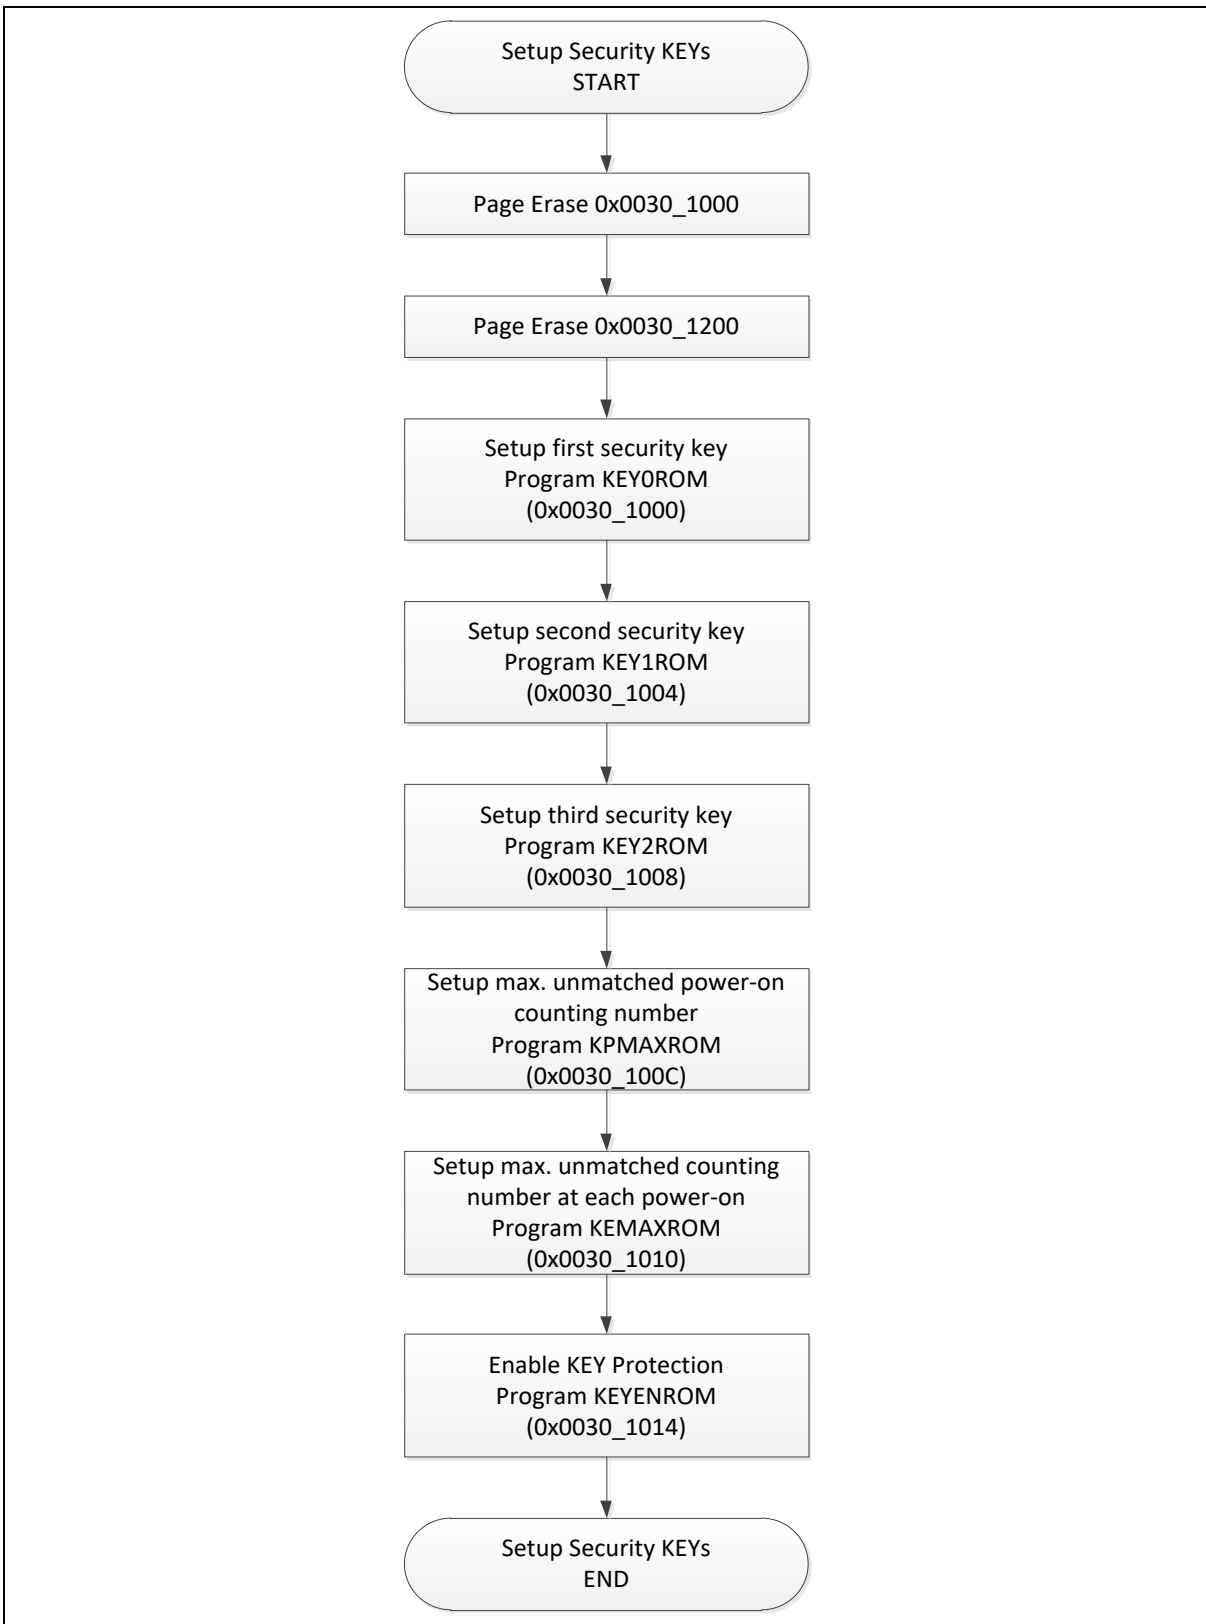 Setup Security KEYs
START
Page Erase 0x0030_1000
Page Erase 0x0030_1200
Setup first security key
Program KEY0ROM
(0x0030_1000)
Setup second security key
Program KEY1ROM
(0x0030_1004)
Setup third security key
Program KEY2ROM
(0x0030_1008)
Setup max. unmatched power-on
counting number
Program KPMAXROM
(0x0030_100C)
Setup max. unmatched counting
number at each power-on
Program KEMAXROM
(0x0030_1010)
Enable KEY Protection
Program KEYENROM
(0x0030_1014)
Setup Security KEYs
END